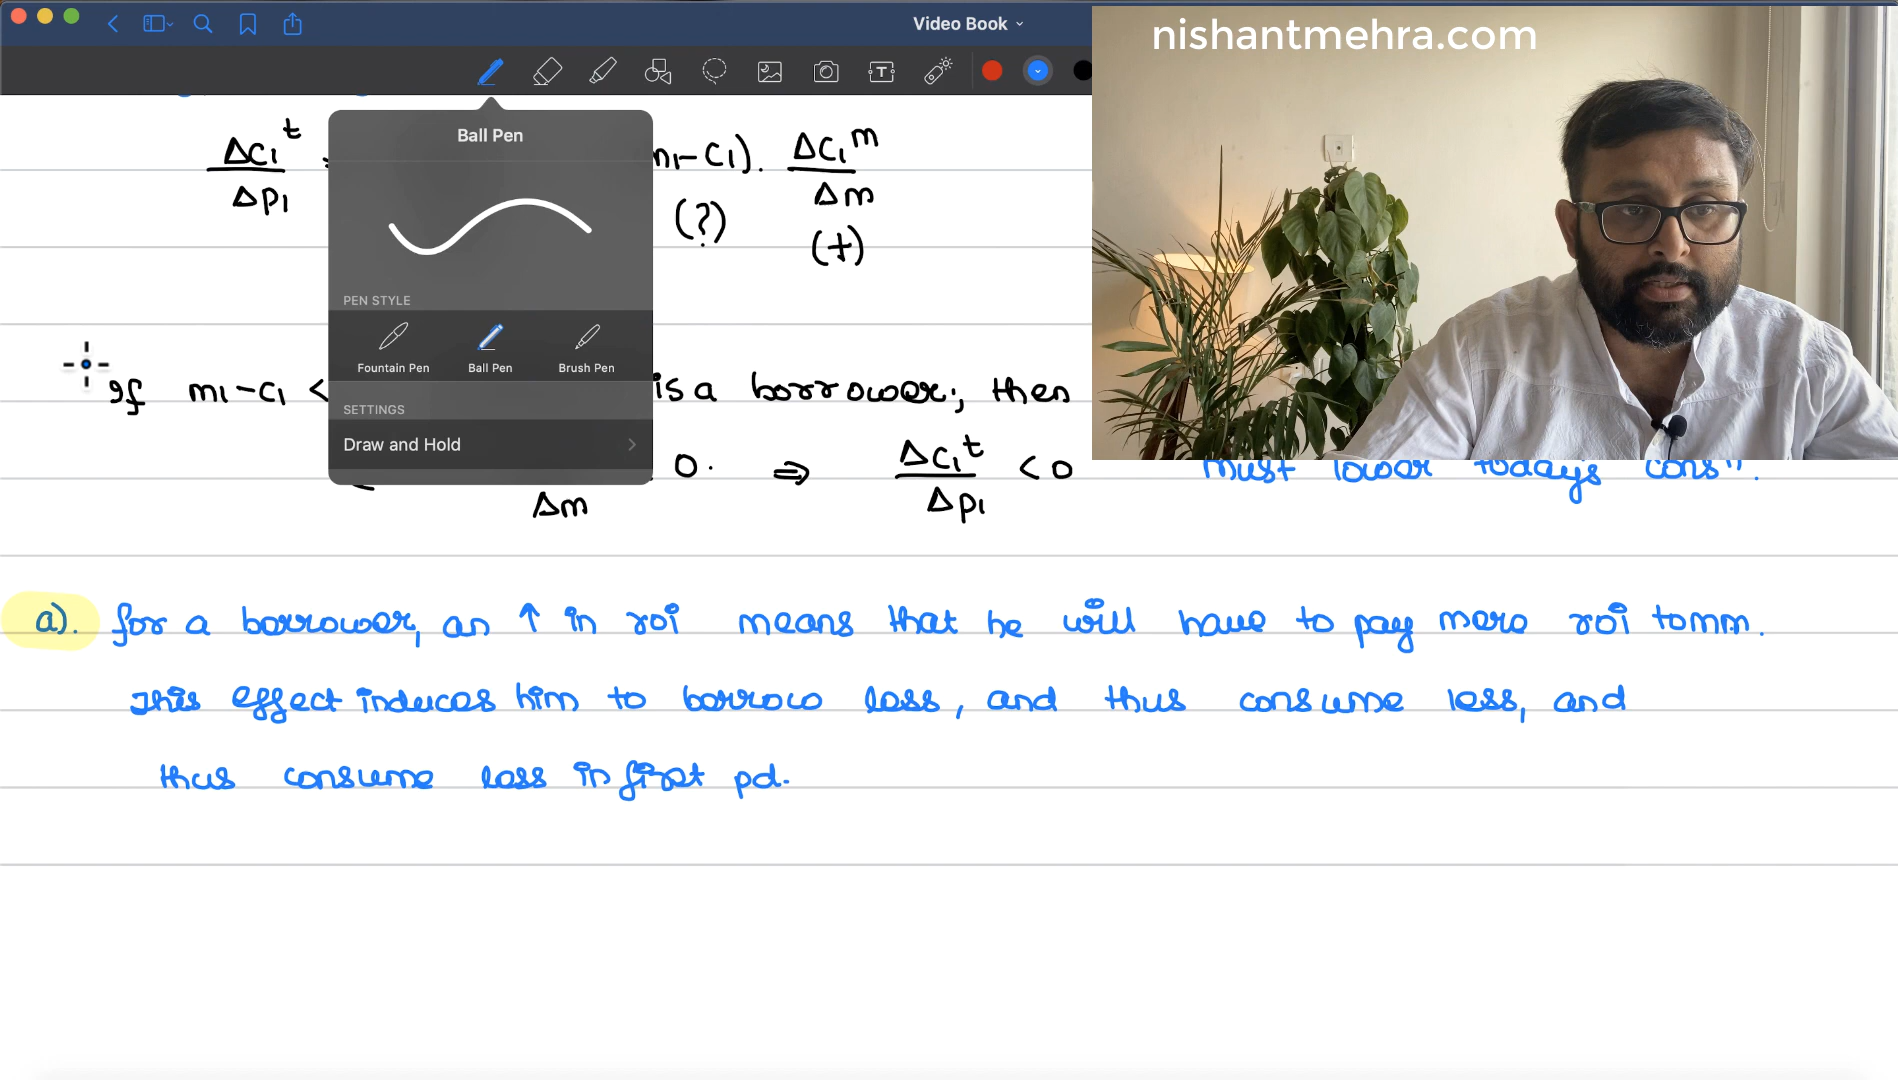 Video Book
nishantmehra.com
Ball Pen
Δc₁ᵗ
Δp₁
m₁-c₁). Δc₁ᵐ
Δm
(?)
(+)
PEN STYLE
Fountain Pen Ball Pen Brush Pen
SETTINGS
Draw and Hold
If m₁-c₁ < is a borrower; then
0. ⇒ Δc₁ᵗ < 0
Δm Δp₁
must lower todays consⁿ.
a). for a borrower, an ↑ in roi means that he will have to pay more roi tomm.
This effect induces him to borrow less, and thus consume less, and
thus consume less in first pd.